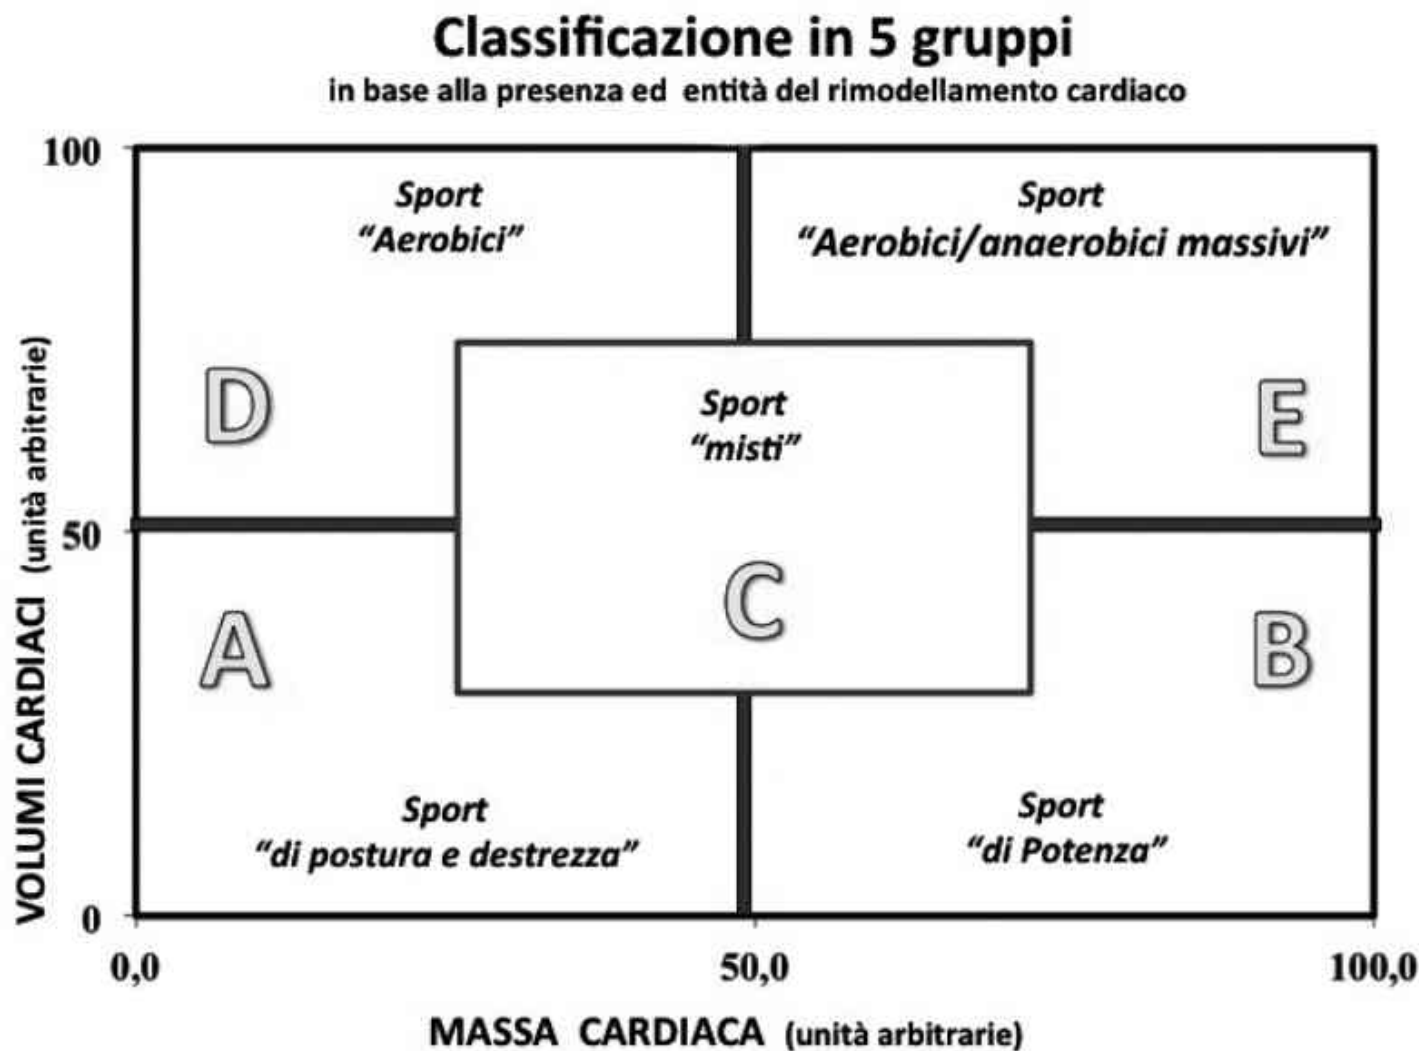 Classificazione in 5 gruppi
in base alla presenza ed entità del rimodellamento cardiaco
100
Sport
“Aerobici”
Sport
“Aerobici/anaerobici massivi”
D
E
Sport
“misti”
50
C
A
B
Sport
“di postura e destrezza”
Sport
“di Potenza”
0
0,0
50,0
100,0
VOLUMI CARDIACI (unità arbitrarie)
MASSA CARDIACA (unità arbitrarie)